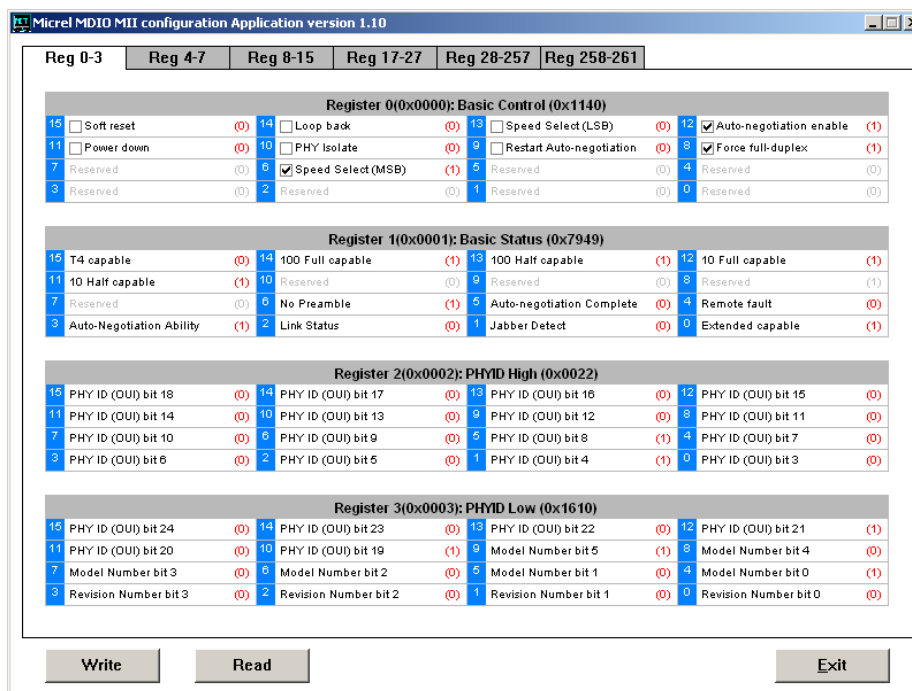 Micrel MDIO MII configuration Application version 1.10
Reg 0-3 Reg 4-7 Reg 8-15 Reg 17-27 Reg 28-257 Reg 258-261
Register 0(0x0000): Basic Control (0x1140)
15 Soft reset (0) 14 Loop back (0) 13 Speed Select (LSB) (0) 12 Auto-negotiation enable (1)
11 Power down (0) 10 PHY Isolate (0) 9 Restart Auto-negotiation (0) 8 Force full-duplex (1)
7 Reserved (0) 6 Speed Select (MSB) (1) 5 Reserved (0) 4 Reserved (0)
3 Reserved (0) 2 Reserved (0) 1 Reserved (0) 0 Reserved (0)
Register 1(0x0001): Basic Status (0x7949)
15 T4 capable (0) 14 100 Full capable (1) 13 100 Half capable (1) 12 10 Full capable (1)
11 10 Half capable (1) 10 Reserved (0) 9 Reserved (0) 8 Reserved (1)
7 Reserved (0) 6 No Preamble (1) 5 Auto-negotiation Complete (0) 4 Remote fault (0)
3 Auto-Negotiation Ability (1) 2 Link Status (0) 1 Jabber Detect (0) 0 Extended capable (1)
Register 2(0x0002): PHYID High (0x0022)
15 PHY ID (OUI) bit 18 (0) 14 PHY ID (OUI) bit 17 (0) 13 PHY ID (OUI) bit 16 (0) 12 PHY ID (OUI) bit 15 (0)
11 PHY ID (OUI) bit 14 (0) 10 PHY ID (OUI) bit 13 (0) 9 PHY ID (OUI) bit 12 (0) 8 PHY ID (OUI) bit 11 (0)
7 PHY ID (OUI) bit 10 (0) 6 PHY ID (OUI) bit 9 (0) 5 PHY ID (OUI) bit 8 (1) 4 PHY ID (OUI) bit 7 (0)
3 PHY ID (OUI) bit 6 (0) 2 PHY ID (OUI) bit 5 (0) 1 PHY ID (OUI) bit 4 (1) 0 PHY ID (OUI) bit 3 (0)
Register 3(0x0003): PHYID Low (0x1610)
15 PHY ID (OUI) bit 24 (0) 14 PHY ID (OUI) bit 23 (0) 13 PHY ID (OUI) bit 22 (0) 12 PHY ID (OUI) bit 21 (1)
11 PHY ID (OUI) bit 20 (0) 10 PHY ID (OUI) bit 19 (1) 9 Model Number bit 5 (1) 8 Model Number bit 4 (0)
7 Model Number bit 3 (0) 6 Model Number bit 2 (0) 5 Model Number bit 1 (0) 4 Model Number bit 0 (1)
3 Revision Number bit 3 (0) 2 Revision Number bit 2 (0) 1 Revision Number bit 1 (0) 0 Revision Number bit 0 (0)
Write Read Exit